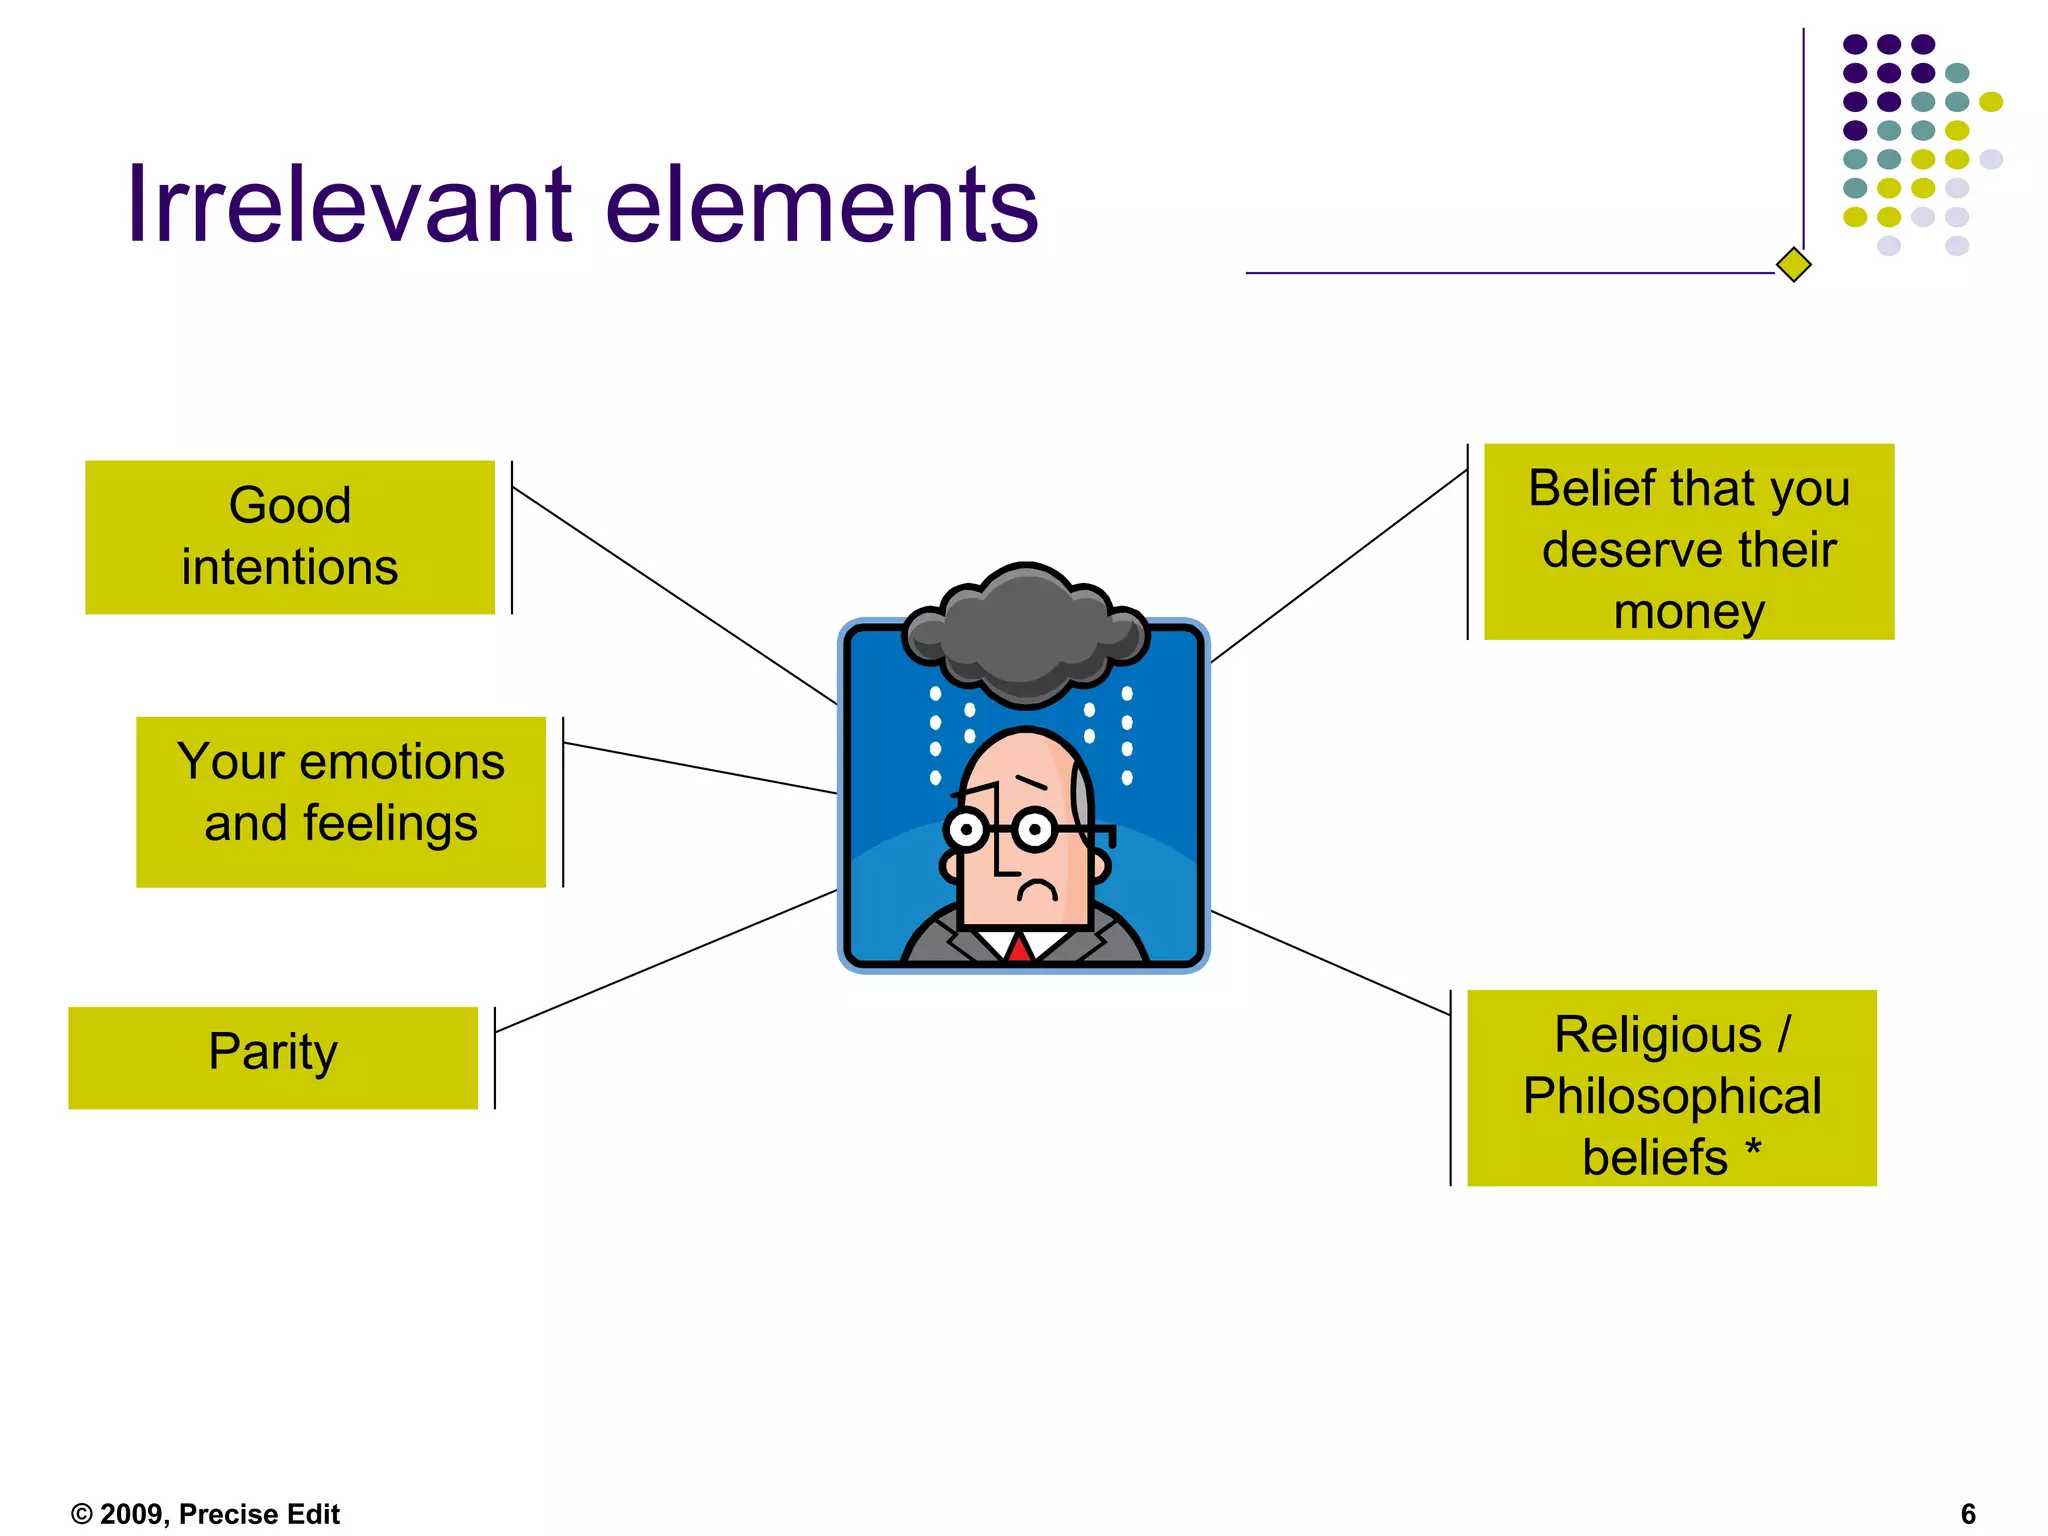 Irrelevant elements
Good
intentions
Your emotions
and feelings
Parity
Belief that you
deserve their
money
Religious /
Philosophical
beliefs *
© 2009, Precise Edit
6